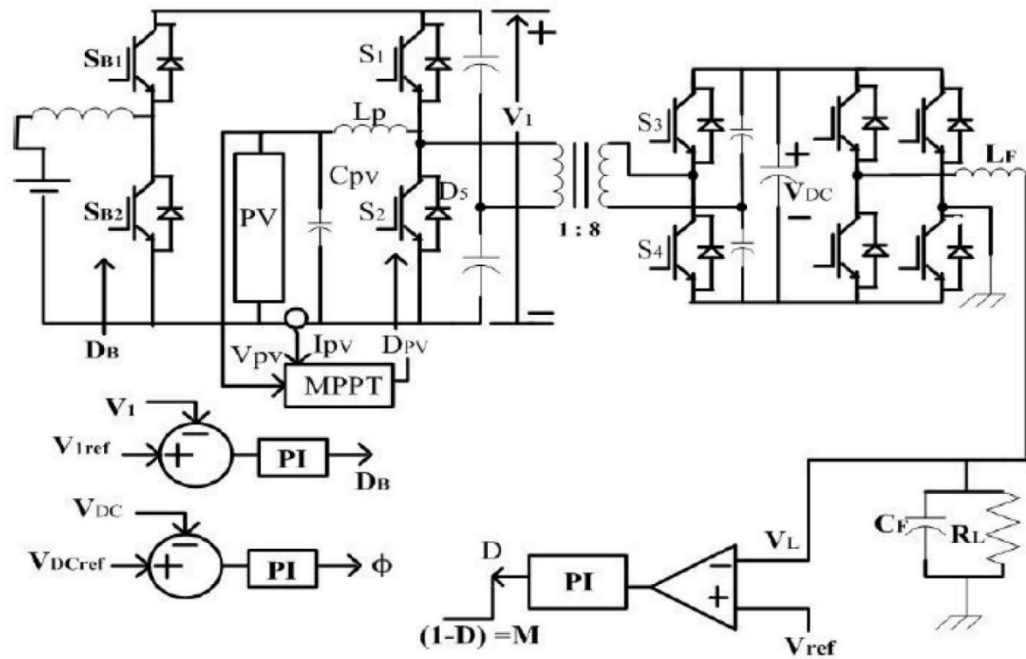 SB1
S1
V1
+
−
Lp
PV
Cpv
SB2
S2
D5
1 : 8
S3
S4
+
VDC
−
LF
DB
Vpv
Ipv
DPV
MPPT
V1
−
V1ref
+
PI
DB
VDC
−
VDCref
+
PI
ϕ
CF
RL
VL
−
+
Vref
PI
D
(1-D) =M